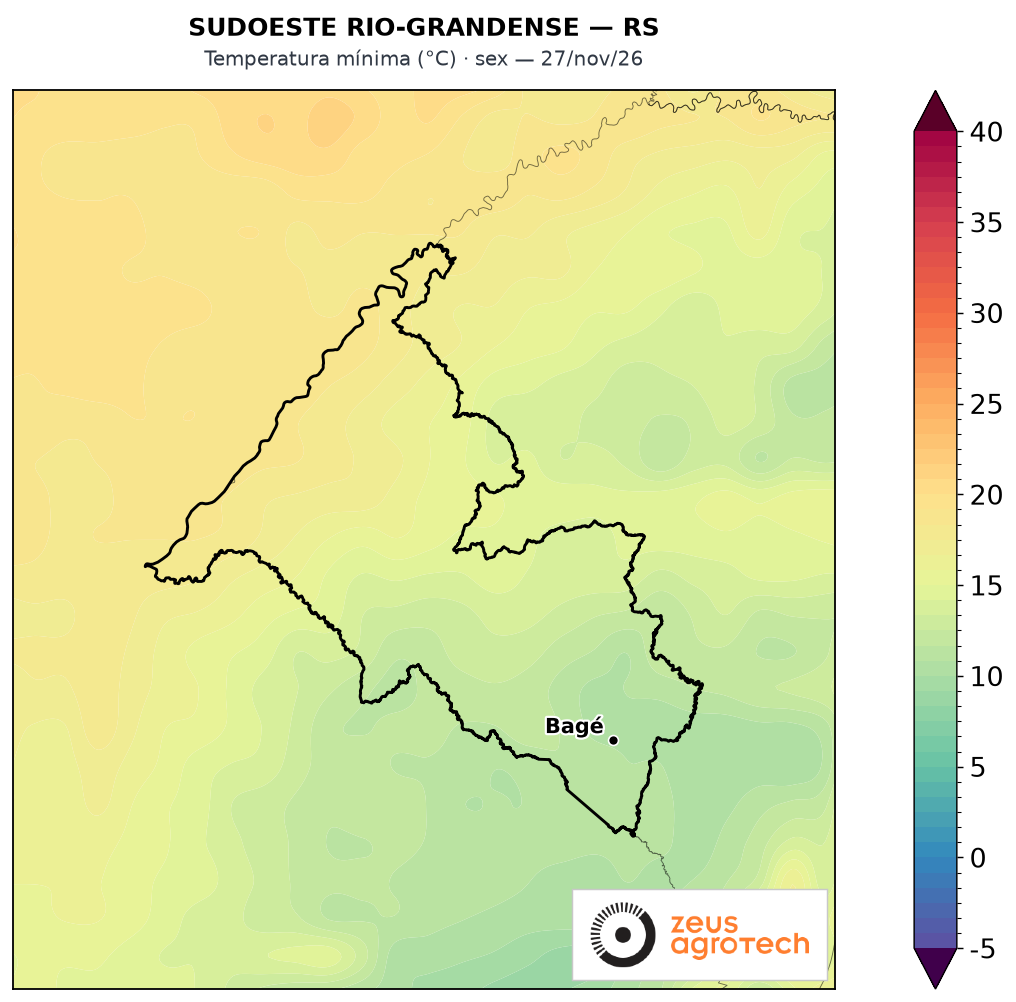 SUDOESTE RIO-GRANDENSE — RS
Temperatura mínima (°C) · sex — 27/nov/26
40
35
30
25
20
15
10
5
0
-5
Bagé
zeus
agrotech